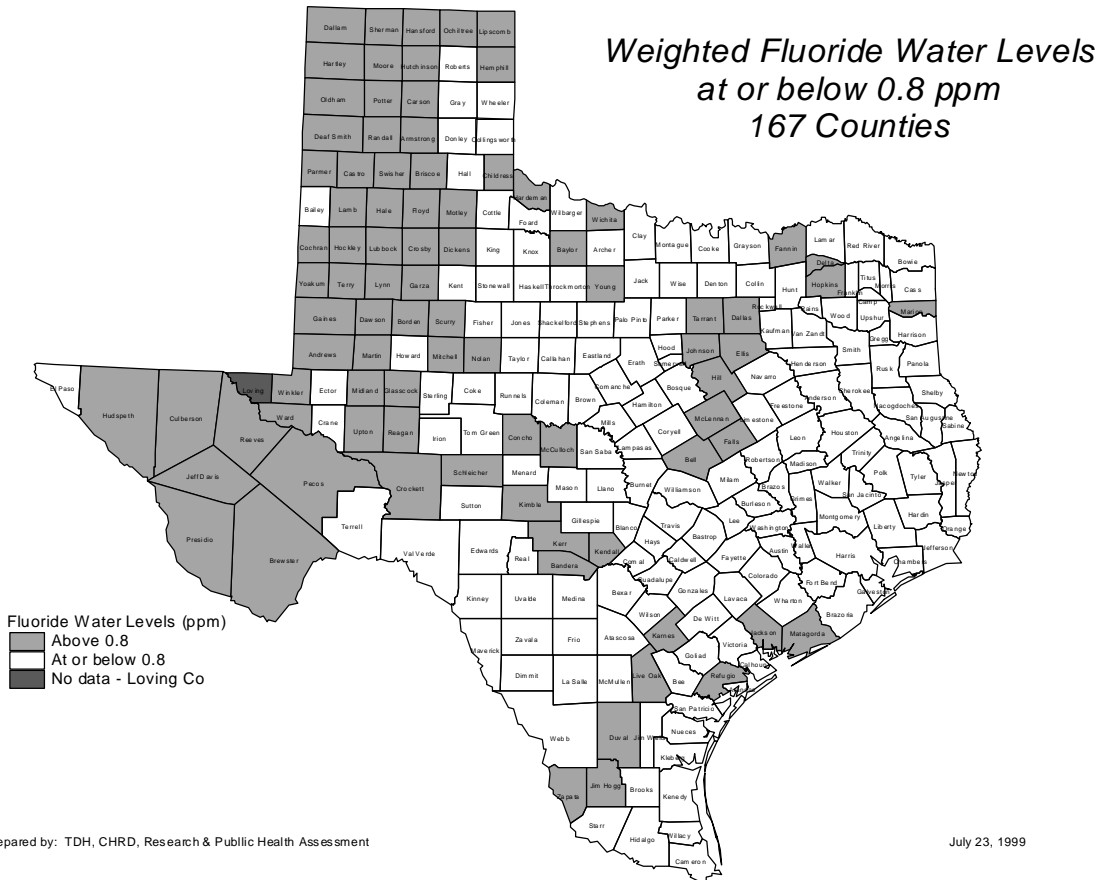 Weighted Fluoride Water Levels
at or below 0.8 ppm
167 Counties
Dallam Sherman Hansford Ochiltree Lipscomb
Hartley Moore Hutchinson Roberts Hemphill
Oldham Potter Carson Gray Wheeler
Deaf Smith Randall Armstrong Donley Collingsworth
Parmer Castro Swisher Briscoe Hall Childress
Hardeman
Bailey Lamb Hale Floyd Motley Cottle Foard Wilbarger Wichita
Cochran Hockley Lubbock Crosby Dickens King Knox Baylor Archer Clay Montague Cooke Grayson Fannin Lamar Red River Bowie
Delta
Yoakum Terry Lynn Garza Kent Stonewall Haskell Throckmorton Young Jack Wise Denton Collin Hunt Hopkins Franklin Titus Morris Cass
Camp
Gaines Dawson Borden Scurry Fisher Jones Shackelford Stephens Palo Pinto Parker Tarrant Dallas Rockwall Rains Wood Upshur Marion
Kaufman Van Zandt Gregg Harrison
Andrews Martin Howard Mitchell Nolan Taylor Callahan Eastland Erath Hood Somervell Johnson Ellis Henderson Smith Rusk Panola
El Paso Hudspeth Culberson Reeves Loving Winkler Ector Midland Glasscock Sterling Coke Runnels Coleman Brown Comanche Bosque Hill Navarro Anderson Cherokee Shelby
Hamilton Freestone Nacogdoches San Augustine Sabine
Ward Crane Upton Reagan Irion Tom Green Concho McCulloch San Saba Mills Lampasas Coryell McLennan Limestone Falls Leon Houston Angelina
Jeff Davis Pecos Crockett Schleicher Menard Mason Llano Burnet Bell Robertson Madison Trinity Polk Tyler Jasper Newton
Presidio Brewster Terrell Sutton Kimble Gillespie Blanco Williamson Milam Brazos Burleson Grimes Walker San Jacinto Hardin
Val Verde Edwards Real Kerr Kendall Bandera Comal Hays Travis Bastrop Lee Washington Waller Montgomery Liberty Orange
Jefferson
Caldwell Fayette Austin Harris Chambers
Kinney Uvalde Medina Bexar Guadalupe Gonzales Lavaca Colorado Fort Bend Galveston
Wharton Brazoria
Maverick Zavala Frio Atascosa Wilson Karnes De Witt Jackson Matagorda
Goliad Victoria Calhoun
Dimmit La Salle McMullen Live Oak Bee Refugio
San Patricio
Webb Duval Nueces
Kleberg
Zapata Jim Hogg Brooks Kenedy
Starr Hidalgo Willacy
Cameron
Fluoride Water Levels (ppm)
Above 0.8
At or below 0.8
No data - Loving Co
epared by: TDH, CHRD, Research & Publlic Health Assessment
July 23, 1999